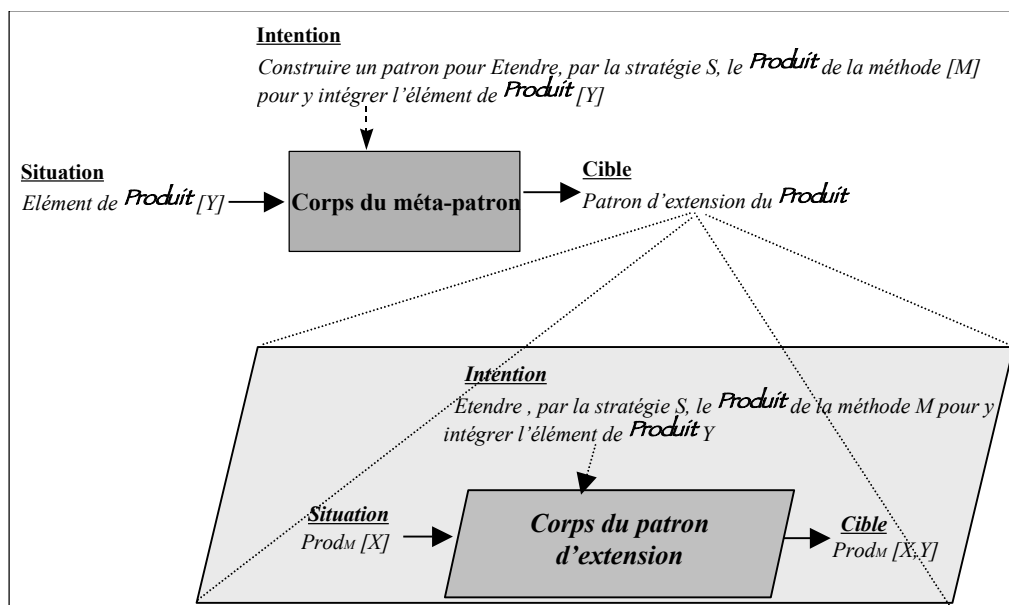 Intention
Construire un patron pour Etendre, par la stratégie S, le Produit de la méthode [M]
pour y intégrer l'élément de Produit [Y]
Situation
Elément de Produit [Y]
Corps du méta-patron
Cible
Patron d'extension du Produit
Intention
Etendre , par la stratégie S, le Produit de la méthode M pour y
intégrer l'élément de Produit Y
Situation
ProdM [X]
Corps du patron
d'extension
Cible
ProdM [X,Y]